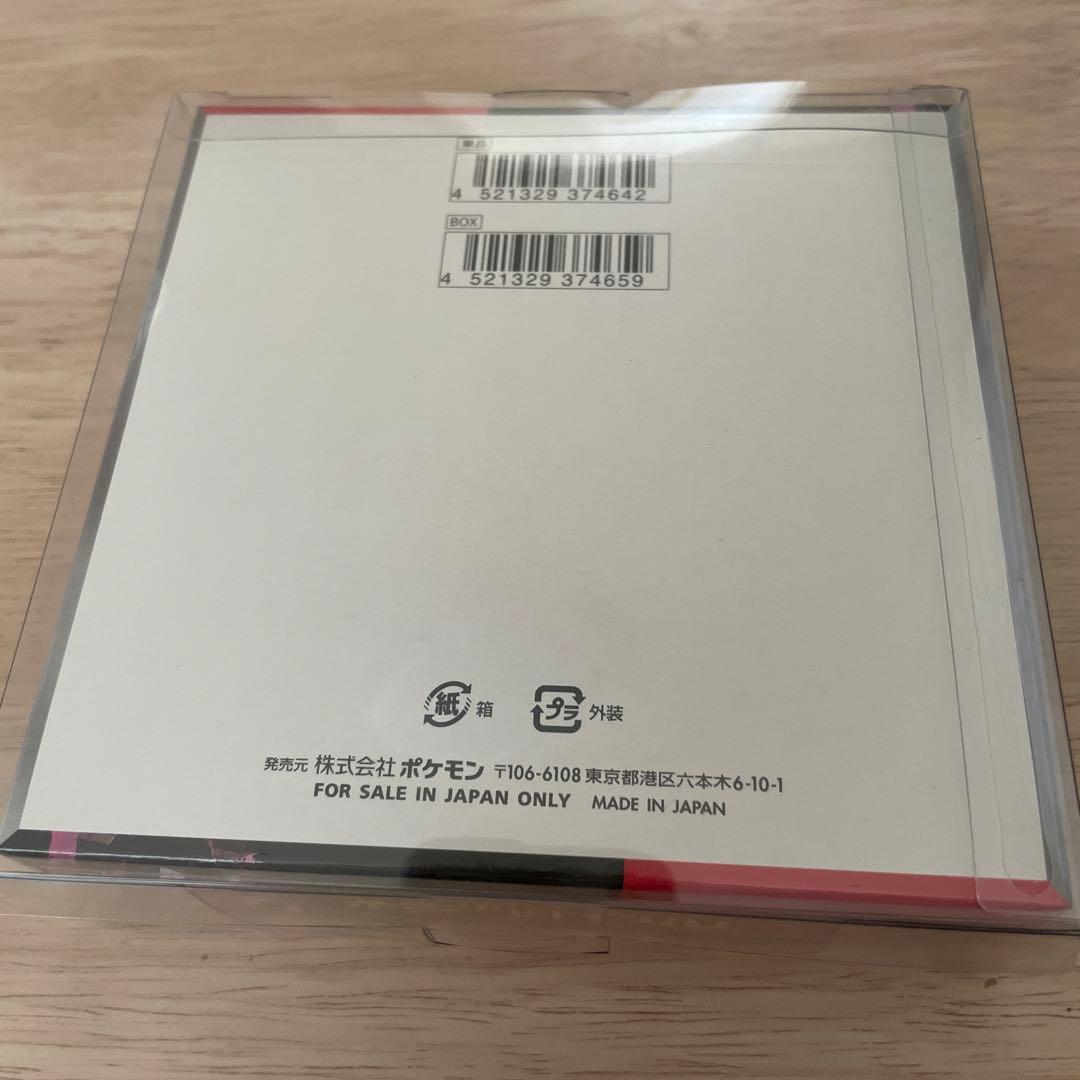 単品
4 521329 374642
BOX
4 521329 374659
紙 箱
プラ 外装
発売元 株式会社 ポケモン 〒106-6108 東京都港区六本木6-10-1
FOR SALE IN JAPAN ONLY MADE IN JAPAN